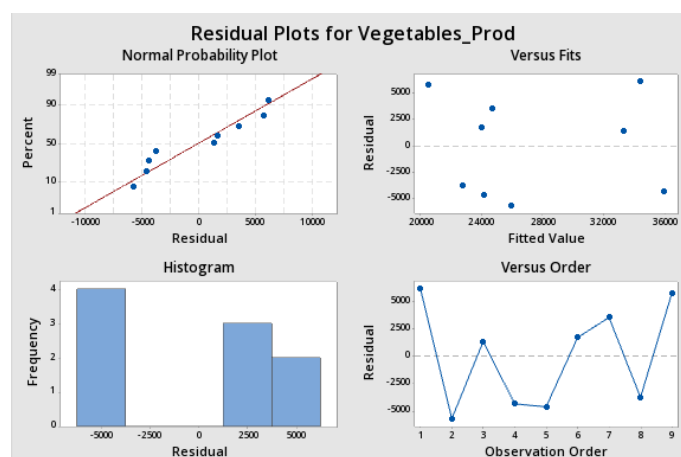 Residual Plots for Vegetables_Prod
Normal Probability Plot
Percent
99
90
50
10
1
-10000 -5000 0 5000 10000
Residual
Versus Fits
Residual
5000
2500
0
-2500
-5000
20000 24000 28000 32000 36000
Fitted Value
Histogram
Frequency
4
3
2
1
0
-5000 -2500 0 2500 5000
Residual
Versus Order
Residual
5000
2500
0
-2500
-5000
1 2 3 4 5 6 7 8 9
Observation Order